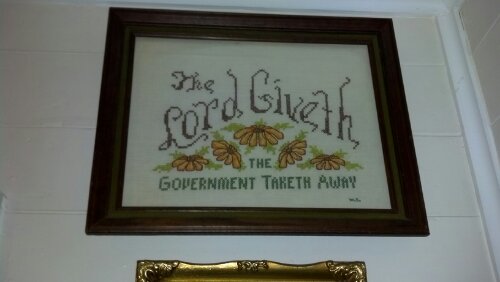 The
Lord Giveth,
THE
GOVERNMENT TAKETH AWAY